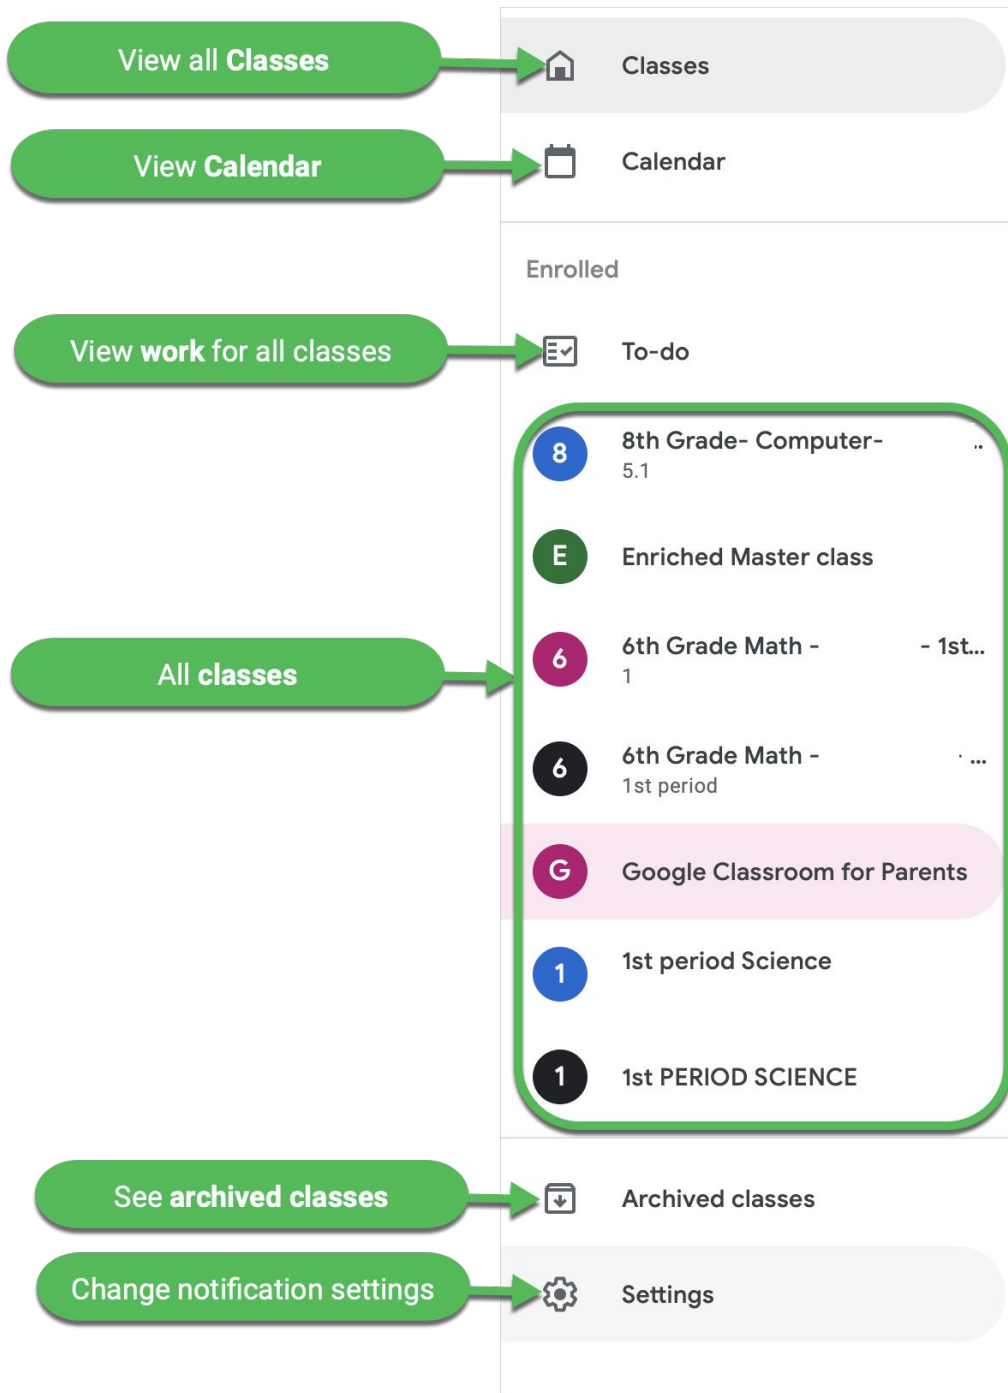 View all Classes
Classes
View Calendar
Calendar
Enrolled
View work for all classes
To-do
8
8th Grade- Computer- ..
5.1
E
Enriched Master class
6
6th Grade Math - - 1st...
1
All classes
6
6th Grade Math - · ...
1st period
G
Google Classroom for Parents
1
1st period Science
1
1st PERIOD SCIENCE
See archived classes
Archived classes
Change notification settings
Settings